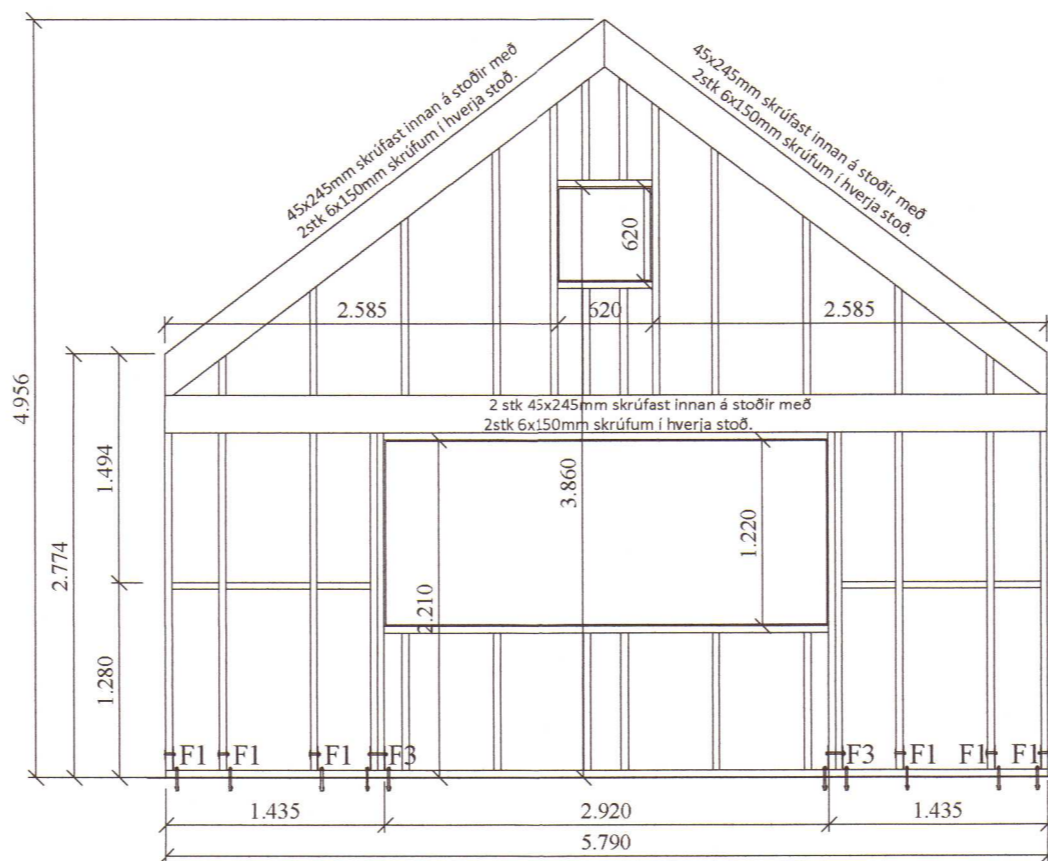 45x245mm skrúfast innan á stoðir með
2stk 6x150mm skrúfum í hverja stoð.
45x245mm skrúfast innan á stoðir með
2stk 6x150mm skrúfum í hverja stoð.
620
2.585
620
2.585
4.956
2 stk 45x245mm skrúfast innan á stoðir með
2stk 6x150mm skrúfum í hverja stoð.
1.494
3.860
1.220
2.774
2.210
1.280
F1
F1
F1
F3
F3
F1
F1
F1
1.435
2.920
1.435
5.790